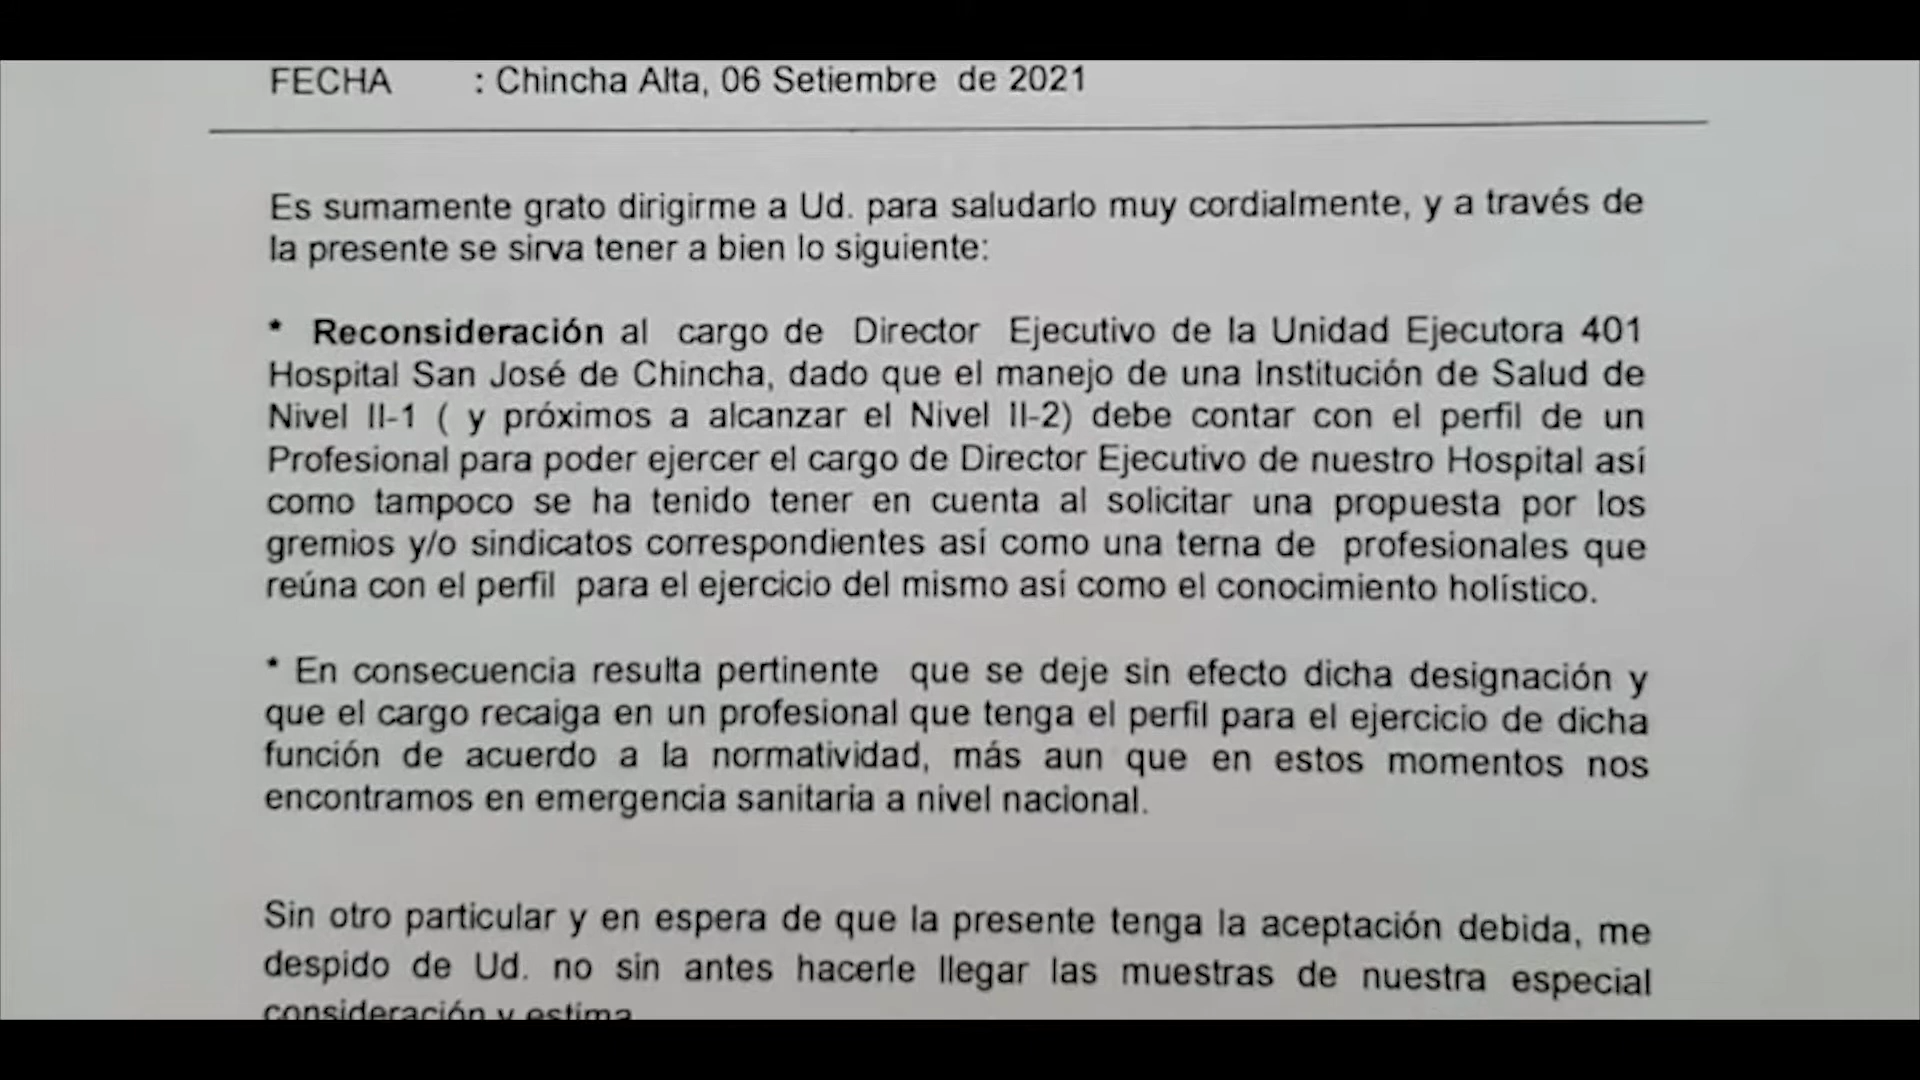 FECHA : Chincha Alta, 06 Setiembre de 2021
Es sumamente grato dirigirme a Ud. para saludarlo muy cordialmente, y a través de
la presente se sirva tener a bien lo siguiente:
* Reconsideración al cargo de Director Ejecutivo de la Unidad Ejecutora 401
Hospital San José de Chincha, dado que el manejo de una Institución de Salud de
Nivel II-1 ( y próximos a alcanzar el Nivel II-2) debe contar con el perfil de un
Profesional para poder ejercer el cargo de Director Ejecutivo de nuestro Hospital así
como tampoco se ha tenido tener en cuenta al solicitar una propuesta por los
gremios y/o sindicatos correspondientes así como una terna de profesionales que
reúna con el perfil para el ejercicio del mismo así como el conocimiento holístico.
* En consecuencia resulta pertinente que se deje sin efecto dicha designación y
que el cargo recaiga en un profesional que tenga el perfil para el ejercicio de dicha
función de acuerdo a la normatividad, más aun que en estos momentos nos
encontramos en emergencia sanitaria a nivel nacional.
Sin otro particular y en espera de que la presente tenga la aceptación debida, me
despido de Ud. no sin antes hacerle llegar las muestras de nuestra especial
consideración y estima